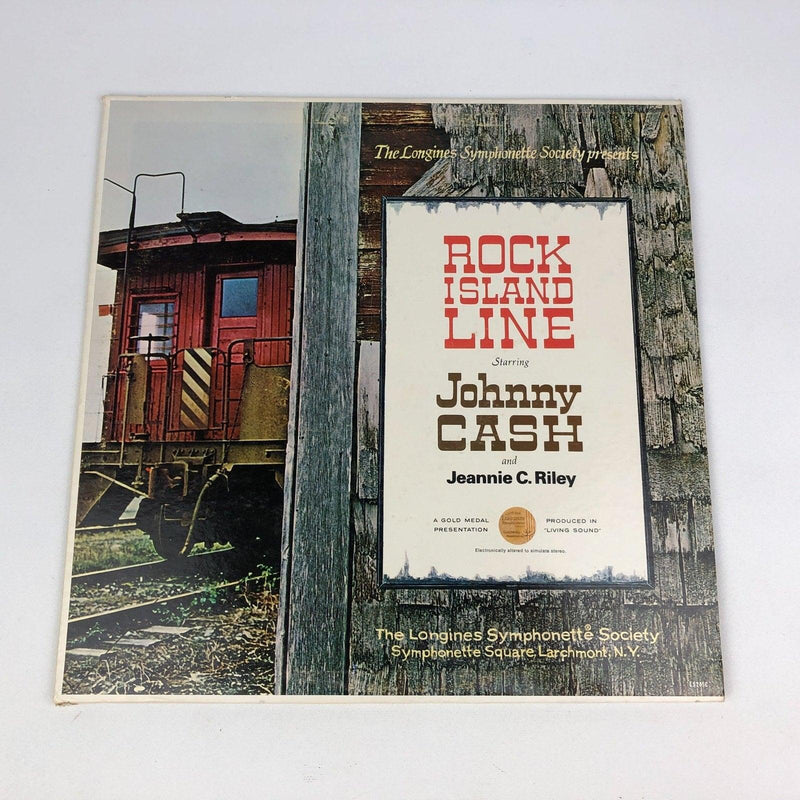 The Longines Symphonette Society presents
ROCK
ISLAND
LINE
Starring
Johnny
CASH
and
Jeannie C. Riley
A GOLD MEDAL
PRESENTATION
PRODUCED IN
"LIVING SOUND"
Electronically altered to simulate stereo.
The Longines Symphonette® Society
Symphonette Square, Larchmont, N.Y.